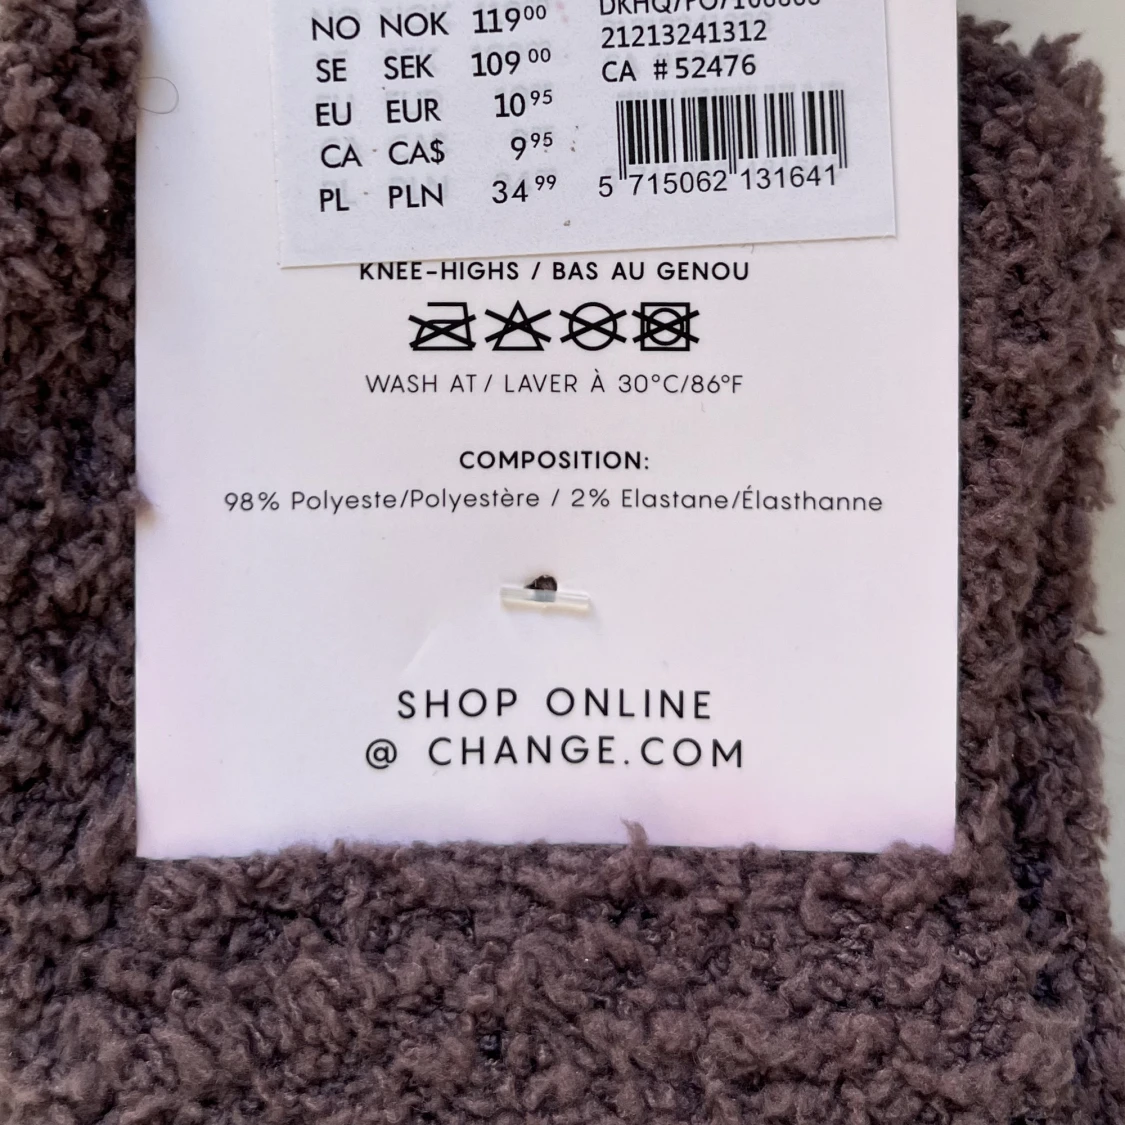 NO NOK 119⁰⁰
SE SEK 109⁰⁰
EU EUR 10⁹⁵
CA CA$ 9⁹⁵
PL PLN 34⁹⁹
21213241312
CA #52476
5 715062 131641
KNEE-HIGHS / BAS AU GENOU
WASH AT / LAVER À 30°C/86°F
COMPOSITION:
98% Polyeste/Polyestère / 2% Elastane/Élasthanne
SHOP ONLINE
@ CHANGE.COM